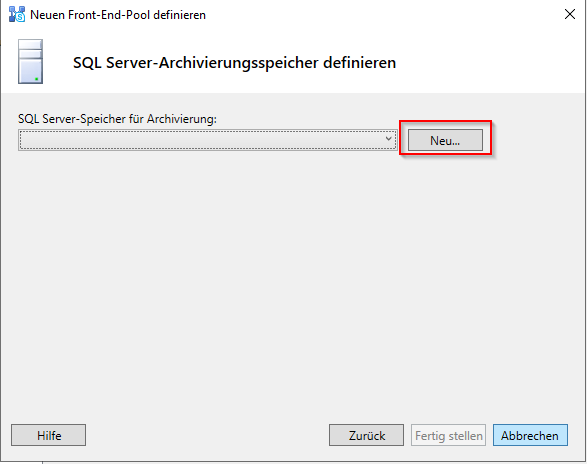 Neuen Front-End-Pool definieren
SQL Server-Archivierungsspeicher definieren
SQL Server-Speicher für Archivierung:
Neu...
Hilfe
Zurück
Fertig stellen
Abbrechen